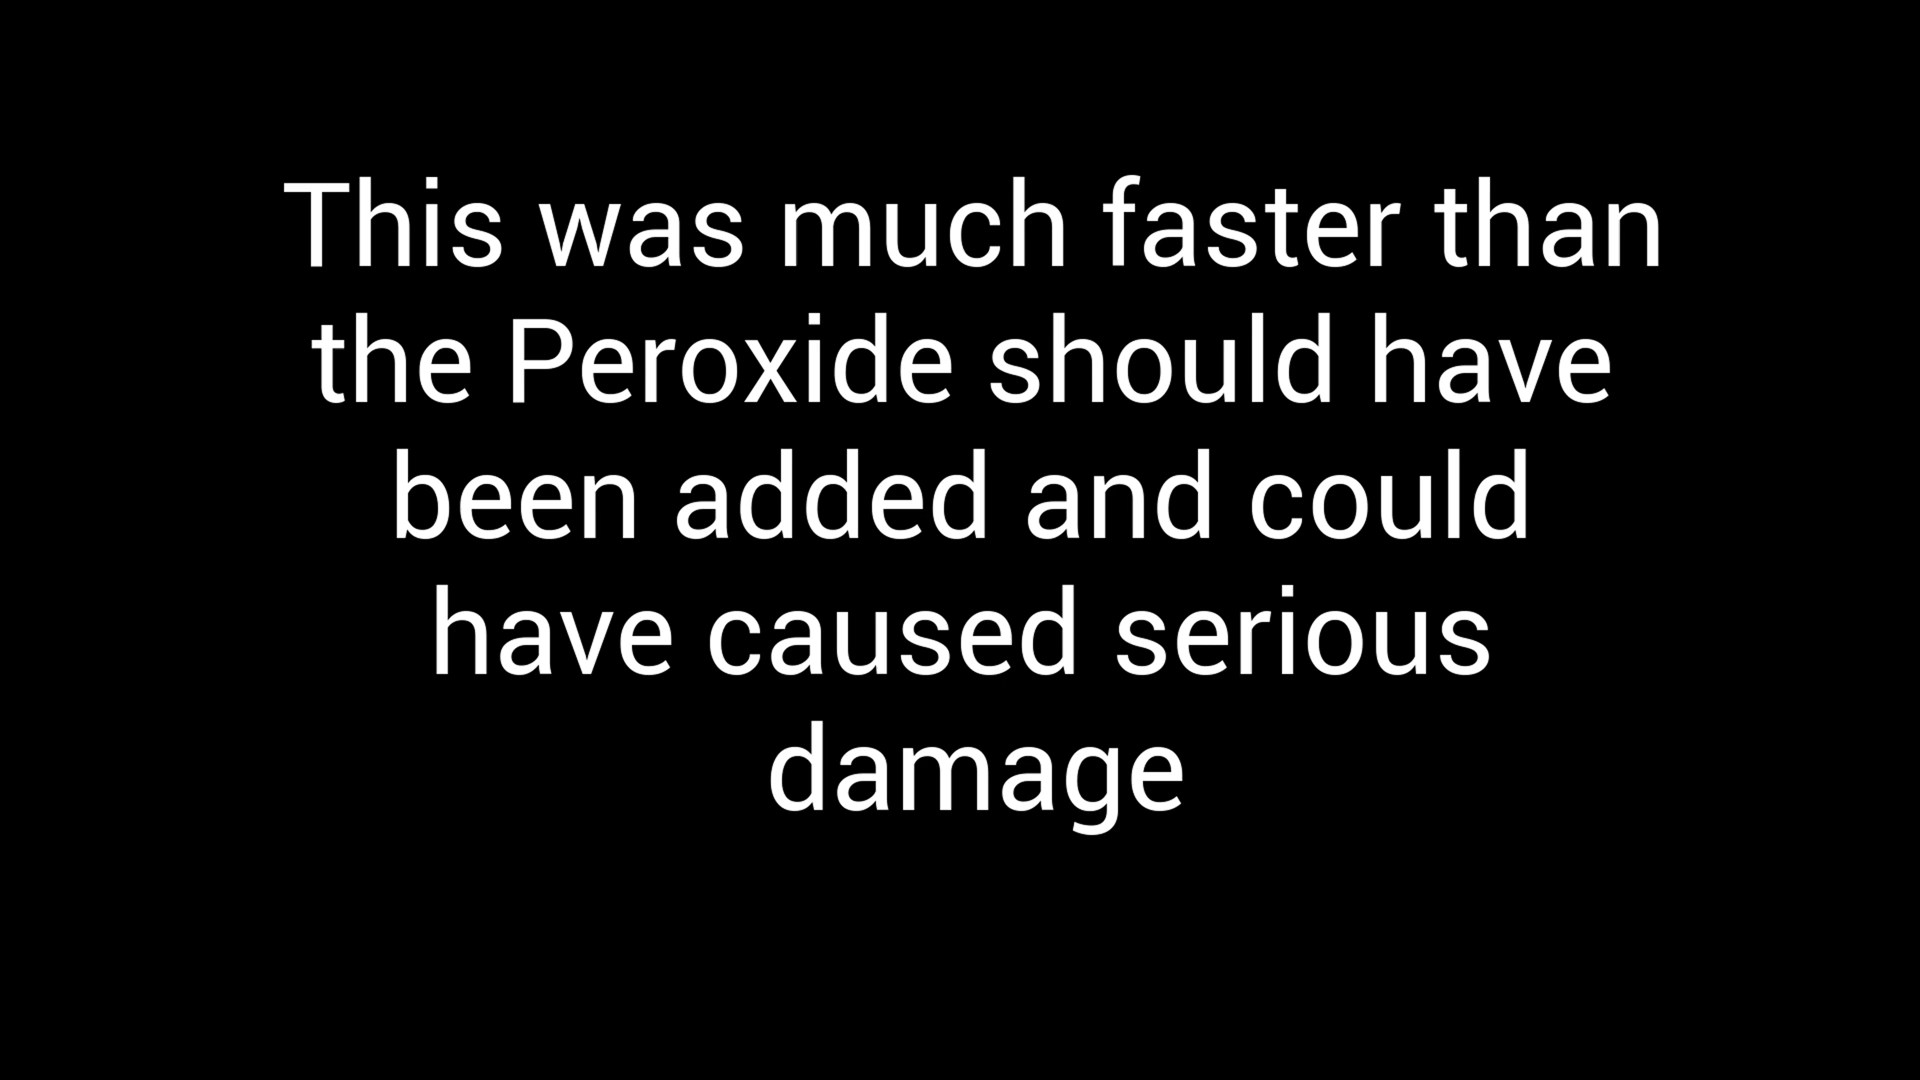 This was much faster than
the Peroxide should have
been added and could
have caused serious
damage